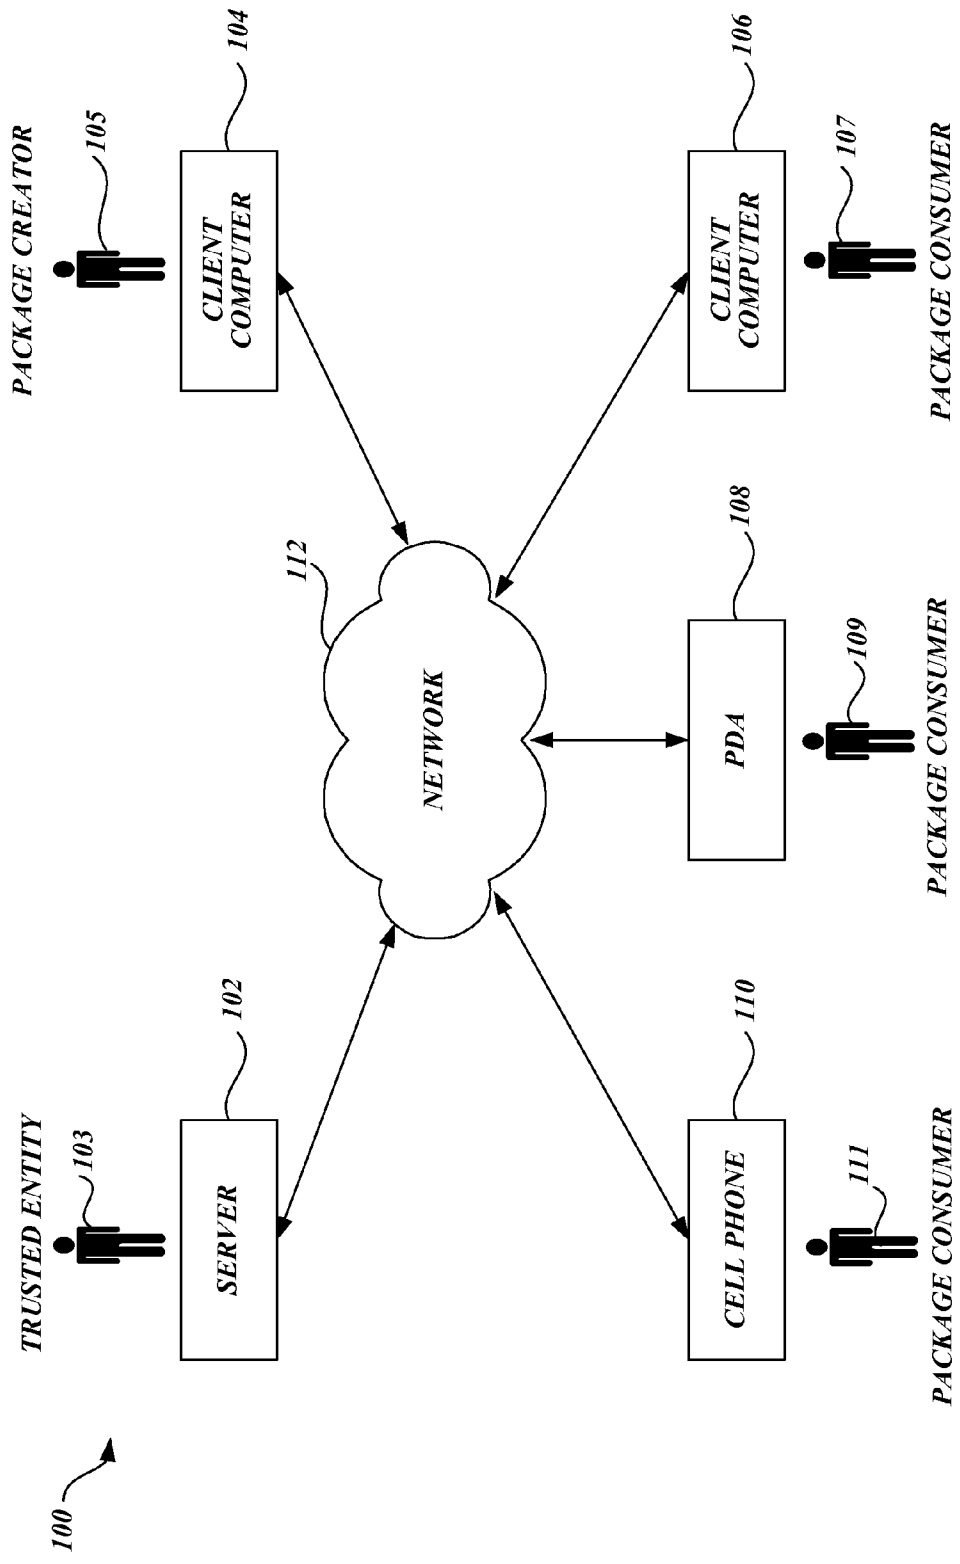 100
TRUSTED ENTITY
103
SERVER
102
PACKAGE CREATOR
105
CLIENT
COMPUTER
104
112
NETWORK
CELL PHONE
110
111
PACKAGE CONSUMER
PDA
108
109
PACKAGE CONSUMER
CLIENT
COMPUTER
106
107
PACKAGE CONSUMER